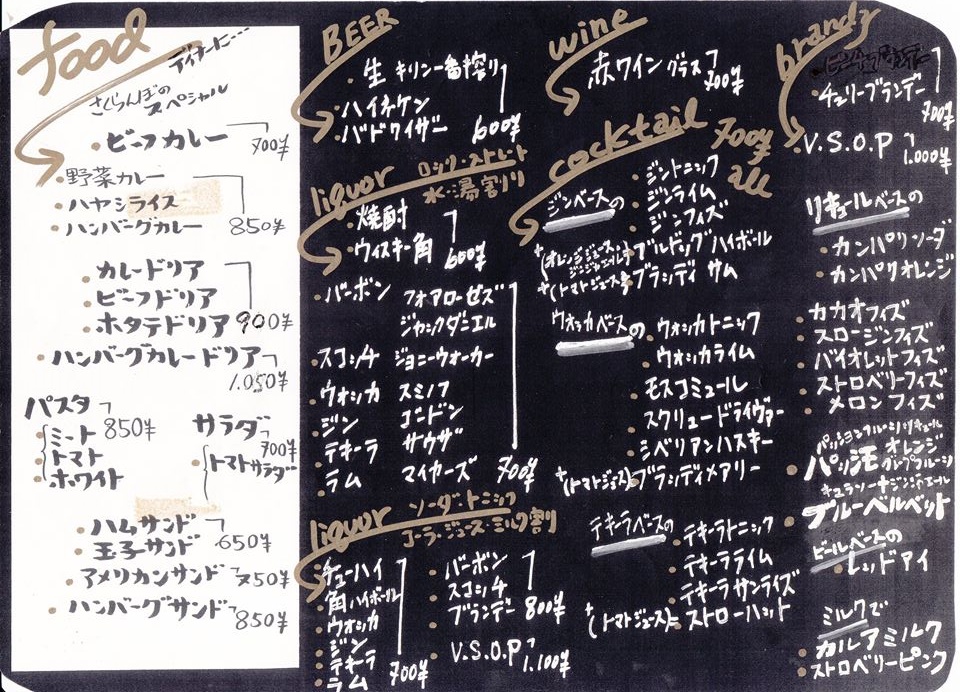 food
ディナーに…
さくらんぼの
スペシャル
・ビーフカレー 700¥
・野菜カレー
・ハヤシライス
・ハンバーグカレー 850¥
・カレードリア
・ビーフドリア
・ホタテドリア 900¥
・ハンバーグカレードリア
1.050¥
パスタ
850¥
・ミート
・トマト
・ホワイト
サラダ
700¥
・トマトサラダ
・ハムサンド
・玉子サンド 650¥
・アメリカンサンド 750¥
・ハンバーグサンド 850¥
BEER
・生 キリン一番搾り
・ハイネケン
・バドワイザー 600¥
liquor ロック・ストレート
水・湯割り
・焼酎
・ウィスキー角 600¥
・バーボン フォアローゼズ
ジャックダニエル
スコッチ ジョニーウォーカー
ウォッカ スミノフ
ジン ゴードン
テキーラ サウザ
ラム マイヤーズ 700¥
liquor ソーダ・トニック
コーラ・ジュース・ミルク割
・チューハイ
・角ハイボール
・ウォッカ
・ジン
・テキーラ
・ラム 700¥
・バーボン
・スコッチ
・ブランデー 800¥
V.S.O.P 1.100¥
wine
・赤ワイン グラス 700¥
cocktail 700¥
all
ジンベースの
・ジントニック
・ジンライム
・ジンフィズ
+(オレンジジュース
ジンジャエール)・ブルドッグハイボール
+(トマトジュース)・ブラッディ サム
ウォッカベースの
・ウォッカトニック
・ウォッカライム
・モスコミュール
・スクリュードライヴァー
・シベリアンハスキー
+(トマトジュース)・ブラッディメアリー
テキーラベースの
・テキーラトニック
・テキーラライム
・テキーラサンライズ
+(トマトジュース)・ストローハット
brandy
・チェリーブランデー
700¥
・V.S.O.P 1.000¥
リキュールベースの
・カンパリソーダ
・カンパリオレンジ
・カカオフィズ
・スロージンフィズ
・バイオレットフィズ
・ストロベリーフィズ
・メロンフィズ
パッションフルーツリキュール
・パッシモ オレンジ
グレープフルーツ
キュラソー+ジンジャエール
・ブルーベルベット
ビールベースの
・レッドアイ
ミルクで
・カルアミルク
・ストロベリーピンク